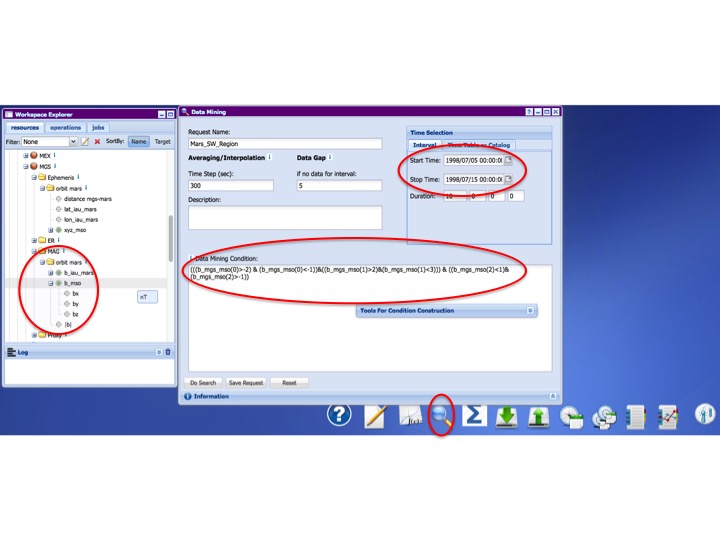 Workspace Explorer
resources operations jobs
Filter: None SortBy: Name Target
MEX
MGS
Ephemeris
orbit mars
distance mgs-mars
lat_iau_mars
lon_iau_mars
xyz_mso
ER
MAG
orbit mars
b_iau_mars
b_mso
bx
by
bz
|b|
nT
Log
Data Mining
Request Name:
Mars_SW_Region
Averaging/Interpolation Data Gap
Time Step (sec): if no data for interval:
300 5
Description:
Time Selection
Interval Time Table or Catalog
Start Time: 1998/07/05 00:00:0
Stop Time: 1998/07/15 00:00:0
Duration: 10 0 0 0
Data Mining Condition:
(((b_mgs_mso(0)>-2) & (b_mgs_mso(0)<-1))&((b_mgs_mso(1)>2)&(b_mgs_mso(1)<3))) & ((b_mgs_mso(2)<1)&
(b_mgs_mso(2)>-1))
Tools For Condition Construction
Do Search Save Request Reset
Information